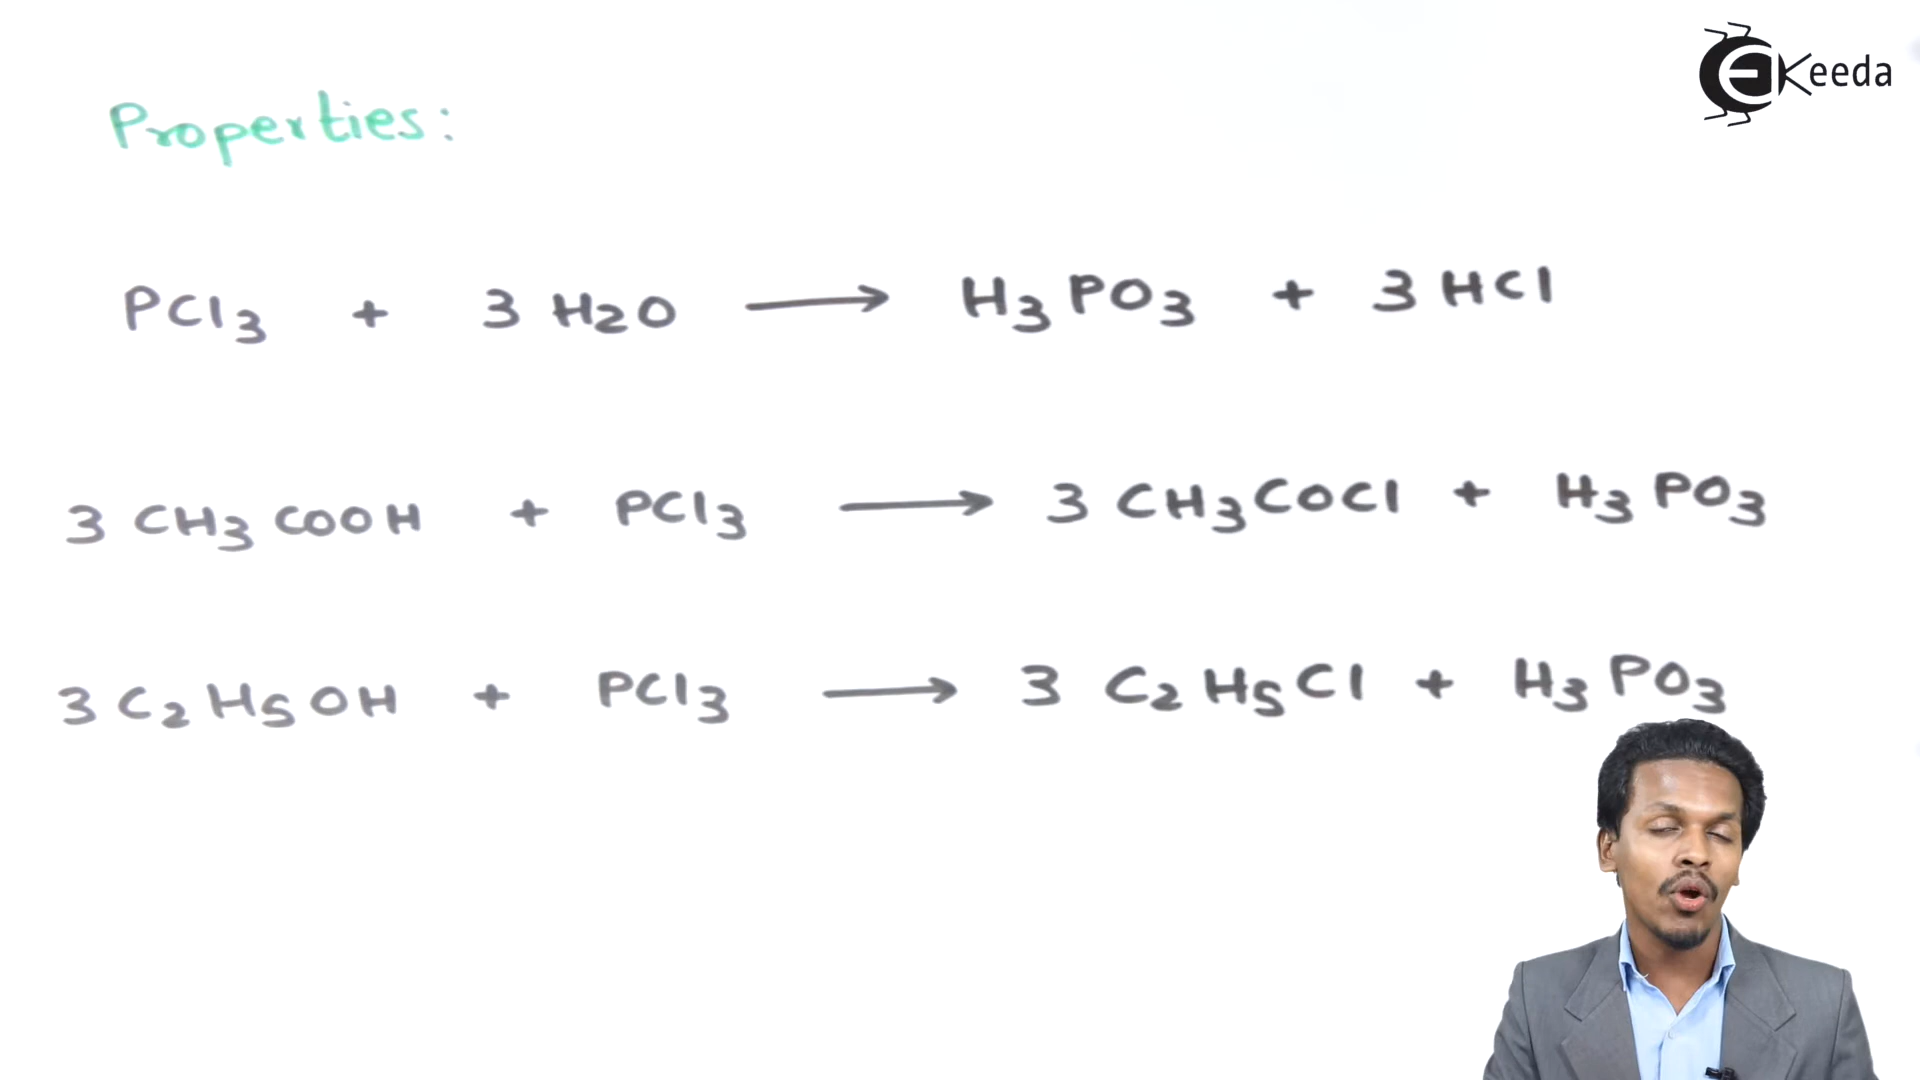 EKeeda
Properties:
PCl3 + 3 H2O ⟶ H3PO3 + 3 HCl
3 CH3COOH + PCl3 ⟶ 3 CH3COCl + H3PO3
3 C2H5OH + PCl3 ⟶ 3 C2H5Cl + H3PO3